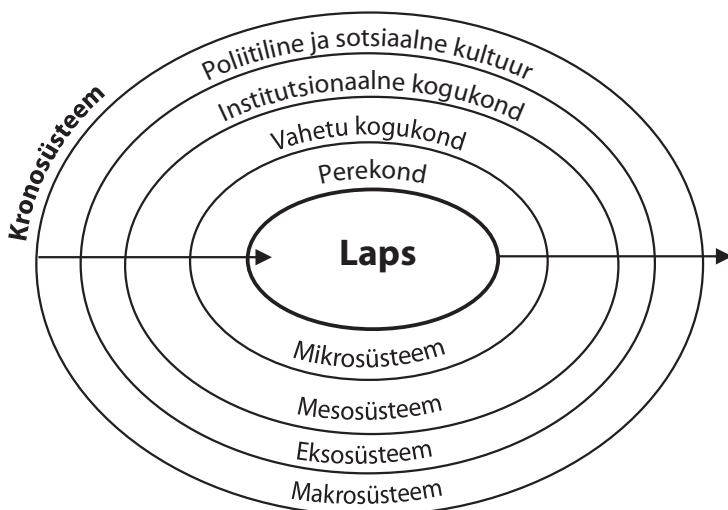 Poliitiline ja sotsiaalne kultuur
Institutsionaalne kogukond
Vahetu kogukond
Perekond
Kronosüsteem
Laps
Mikrosüsteem
Mesosüsteem
Eksosüsteem
Makrosüsteem